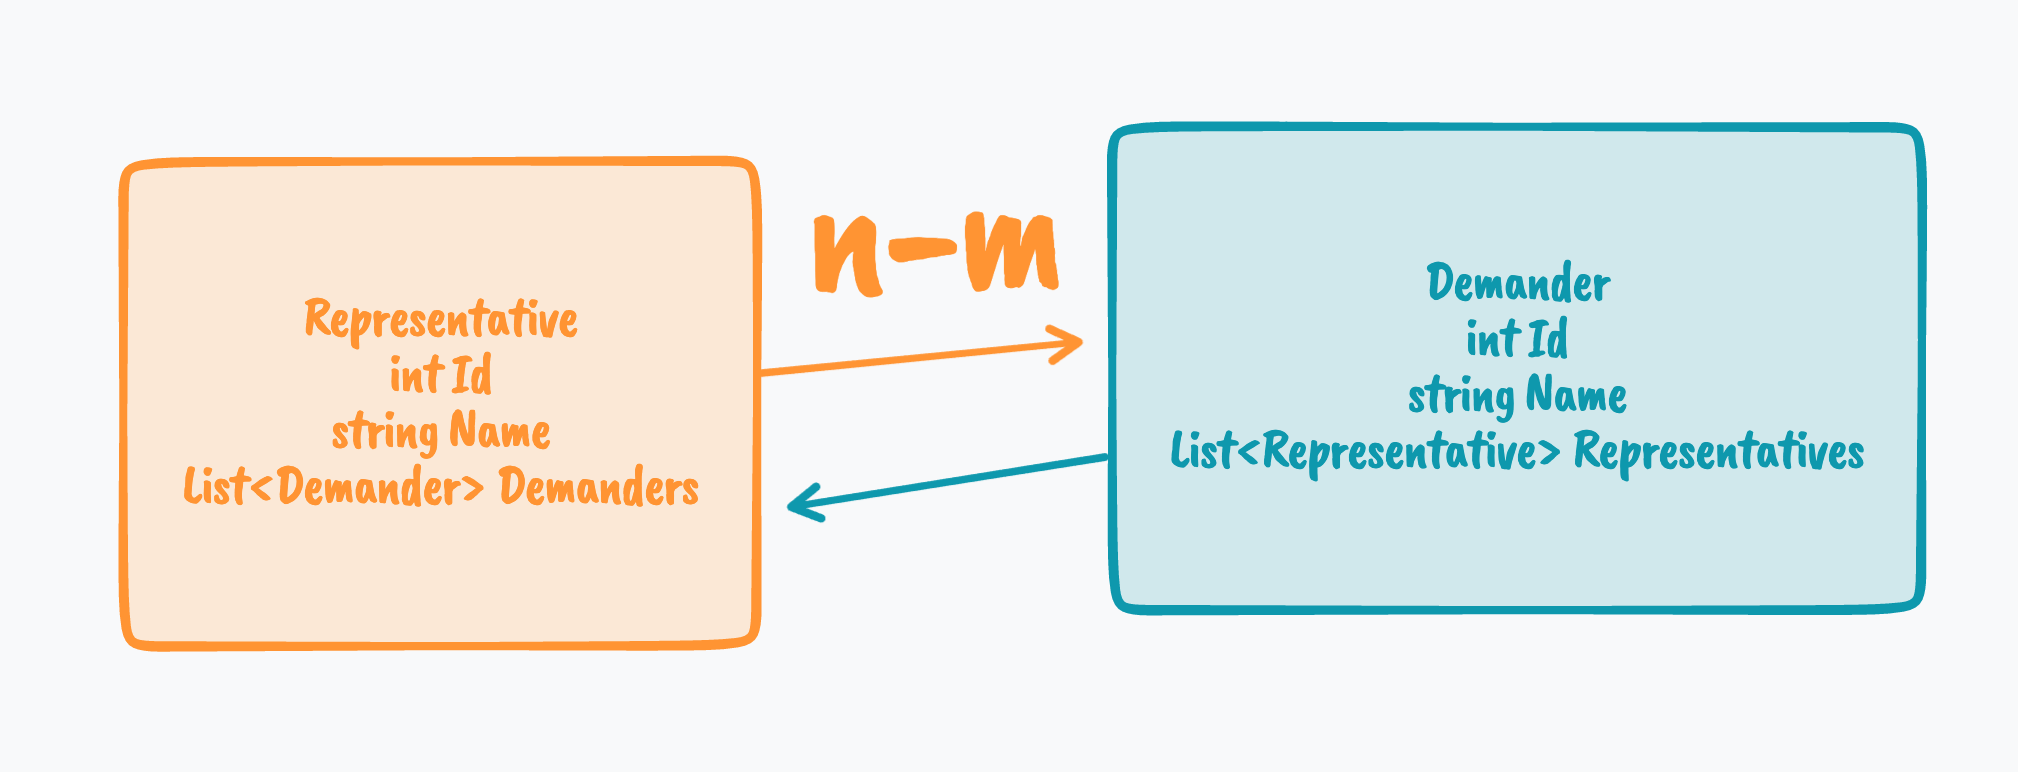 Representative
int Id
string Name
List<Demander> Demanders
n-m
Demander
int Id
string Name
List<Representative> Representatives